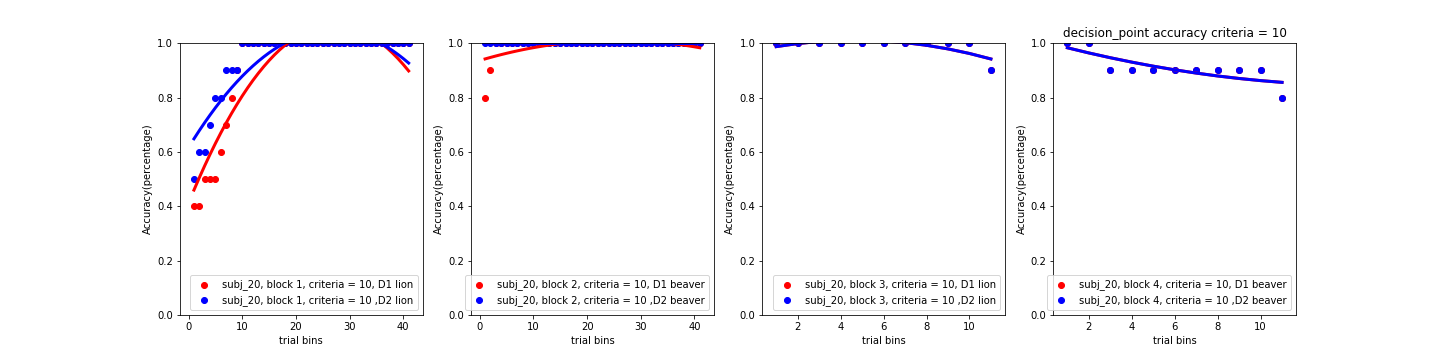 decision_point accuracy criteria = 10
1.0
0.8
0.6
0.4
0.2
0.0
Accuracy(percentage)
subj_20, block 1, criteria = 10, D1 lion
subj_20, block 1, criteria = 10 ,D2 lion
0 10 20 30 40
trial bins
1.0
0.8
0.6
0.4
0.2
0.0
Accuracy(percentage)
subj_20, block 2, criteria = 10, D1 beaver
subj_20, block 2, criteria = 10 ,D2 beaver
0 10 20 30 40
trial bins
1.0
0.8
0.6
0.4
0.2
0.0
Accuracy(percentage)
subj_20, block 3, criteria = 10, D1 lion
subj_20, block 3, criteria = 10 ,D2 lion
2 4 6 8 10
trial bins
1.0
0.8
0.6
0.4
0.2
0.0
Accuracy(percentage)
subj_20, block 4, criteria = 10, D1 beaver
subj_20, block 4, criteria = 10 ,D2 beaver
2 4 6 8 10
trial bins